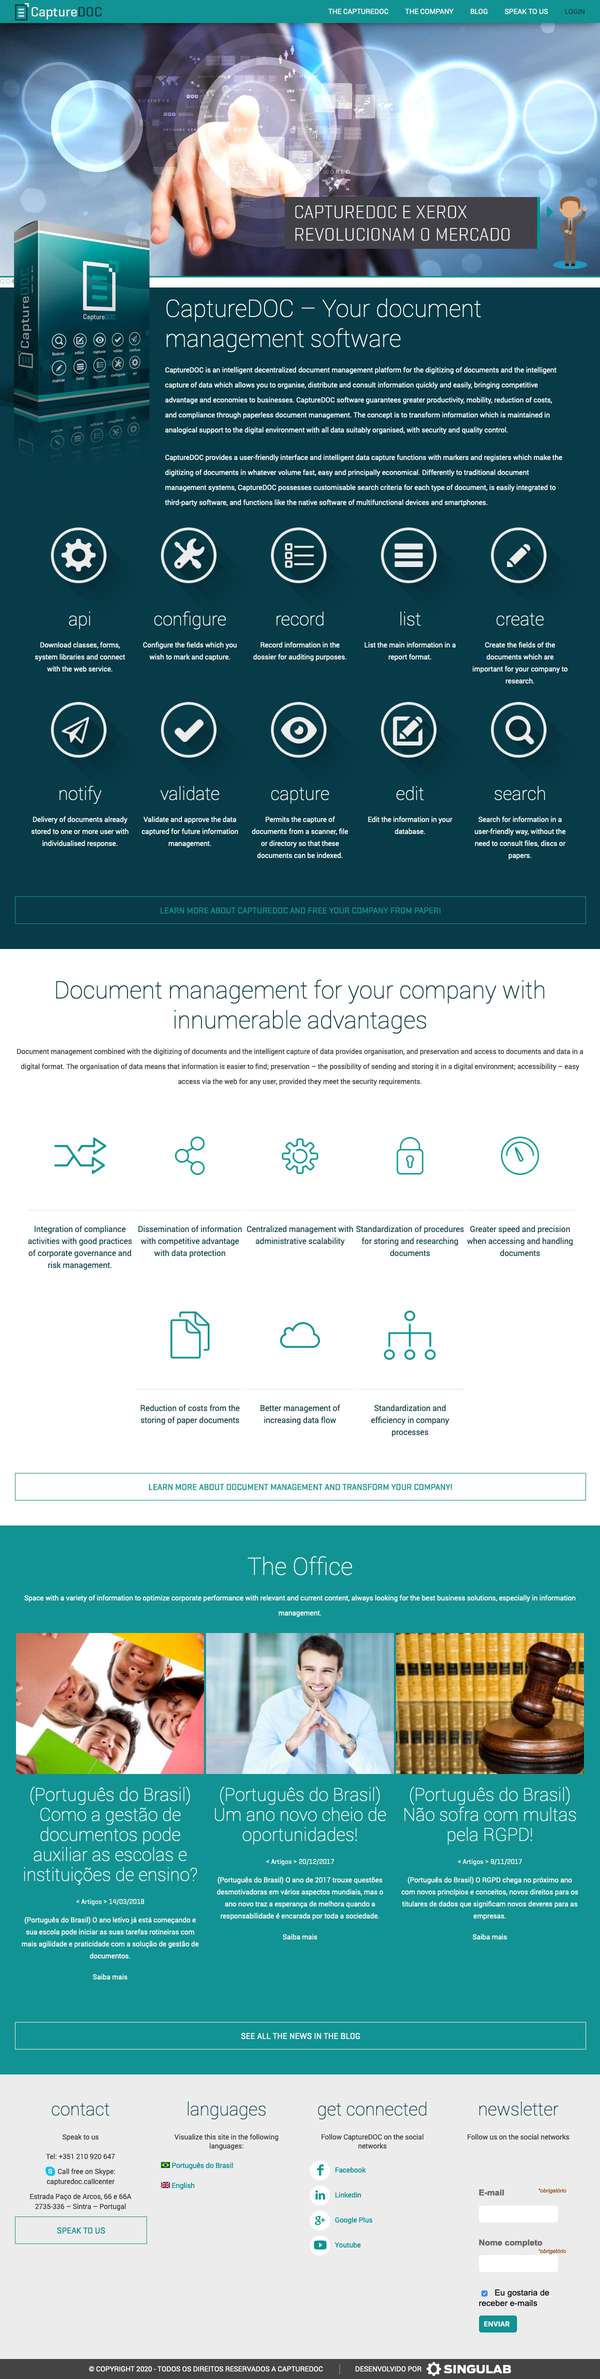 CaptureDOC
THE CAPTUREDOC THE COMPANY BLOG SPEAK TO US LOGIN
CAPTUREDOC E XEROX
REVOLUCIONAM O MERCADO
CaptureDOC
CaptureDOC
CaptureDOC – Your document
management software
CaptureDOC is an intelligent decentralized document management platform for the digitizing of documents and the intelligent
capture of data which allows you to organise, distribute and consult information quickly and easily, bringing competitive
advantage and economies to businesses. CaptureDOC software guarantees greater productivity, mobility, reduction of costs,
and compliance through paperless document management. The concept is to transform information which is maintained in
analogical support to the digital environment with all data suitably organised, with security and quality control.
CaptureDOC provides a user-friendly interface and intelligent data capture functions with markers and registers which make the
digitizing of documents in whatever volume fast, easy and principally economical. Differently to traditional document
management systems, CaptureDOC possesses customisable search criteria for each type of document, is easily integrated to
third-party software, and functions like the native software of multifunctional devices and smartphones.
api configure record list create
Download classes, forms, Configure the fields which you Record information in the List the main information in a Create the fields of the
system libraries and connect wish to mark and capture. dossier for auditing purposes. report format. documents which are
with the web service. important for your company to
research.
notify validate capture edit search
Delivery of documents already Validate and approve the data Permits the capture of Edit the information in your Search for information in a
stored to one or more user with captured for future information documents from a scanner, file database. user-friendly way, without the
individualised response. management. or directory so that these need to consult files, discs or
documents can be indexed. papers.
LEARN MORE ABOUT CAPTUREDOC AND FREE YOUR COMPANY FROM PAPER!
Document management for your company with
innumerable advantages
Document management combined with the digitizing of documents and the intelligent capture of data provides organisation, and preservation and access to documents and data in a
digital format. The organisation of data means that information is easier to find; preservation – the possibility of sending and storing it in a digital environment; accessibility – easy
access via the web for any user, provided they meet the security requirements.
Integration of compliance Dissemination of information Centralized management with Standardization of procedures Greater speed and precision
activities with good practices with competitive advantage administrative scalability for storing and researching when accessing and handling
of corporate governance and with data protection documents documents
risk management.
Reduction of costs from the Better management of Standardization and
storing of paper documents increasing data flow efficiency in company
processes
LEARN MORE ABOUT DOCUMENT MANAGEMENT AND TRANSFORM YOUR COMPANY!
The Office
Space with a variety of information to optimize corporate performance with relevant and current content, always looking for the best business solutions, especially in information
management.
(Português do Brasil)
Como a gestão de
documentos pode
auxiliar as escolas e
instituições de ensino?
< Artigos > 14/03/2018
(Português do Brasil) O ano letivo já está começando e
sua escola pode iniciar as suas tarefas rotineiras com
mais agilidade e praticidade com a solução de gestão de
documentos.
Saiba mais
(Português do Brasil)
Um ano novo cheio de
oportunidades!
< Artigos > 20/12/2017
(Português do Brasil) O ano de 2017 trouxe questões
desmotivadoras em vários aspectos mundiais, mas o
ano novo traz a esperança de melhora quando a
responsabilidade é encarada por toda a sociedade.
Saiba mais
(Português do Brasil)
Não sofra com multas
pela RGPD!
< Artigos > 9/11/2017
(Português do Brasil) O RGPD chega no próximo ano
com novos princípios e conceitos, novos direitos para os
titulares de dados que significam novos deveres para as
empresas.
Saiba mais
SEE ALL THE NEWS IN THE BLOG
contact
Speak to us
Tel: +351 210 920 647
Call free on Skype:
capturedoc.callcenter
Estrada Paço de Arcos, 66 e 66A
2735-336 – Sintra – Portugal
SPEAK TO US
languages
Visualize this site in the following
languages:
Português do Brasil
English
get connected
Follow CaptureDOC on the social
networks
Facebook
Linkedin
Google Plus
Youtube
newsletter
Follow us on the social networks
E-mail *obrigatório
Nome completo
*obrigatório
Eu gostaria de
receber e-mails
ENVIAR
© COPYRIGHT 2020 - TODOS OS DIREITOS RESERVADOS A CAPTUREDOC DESENVOLVIDO POR SINGULAB